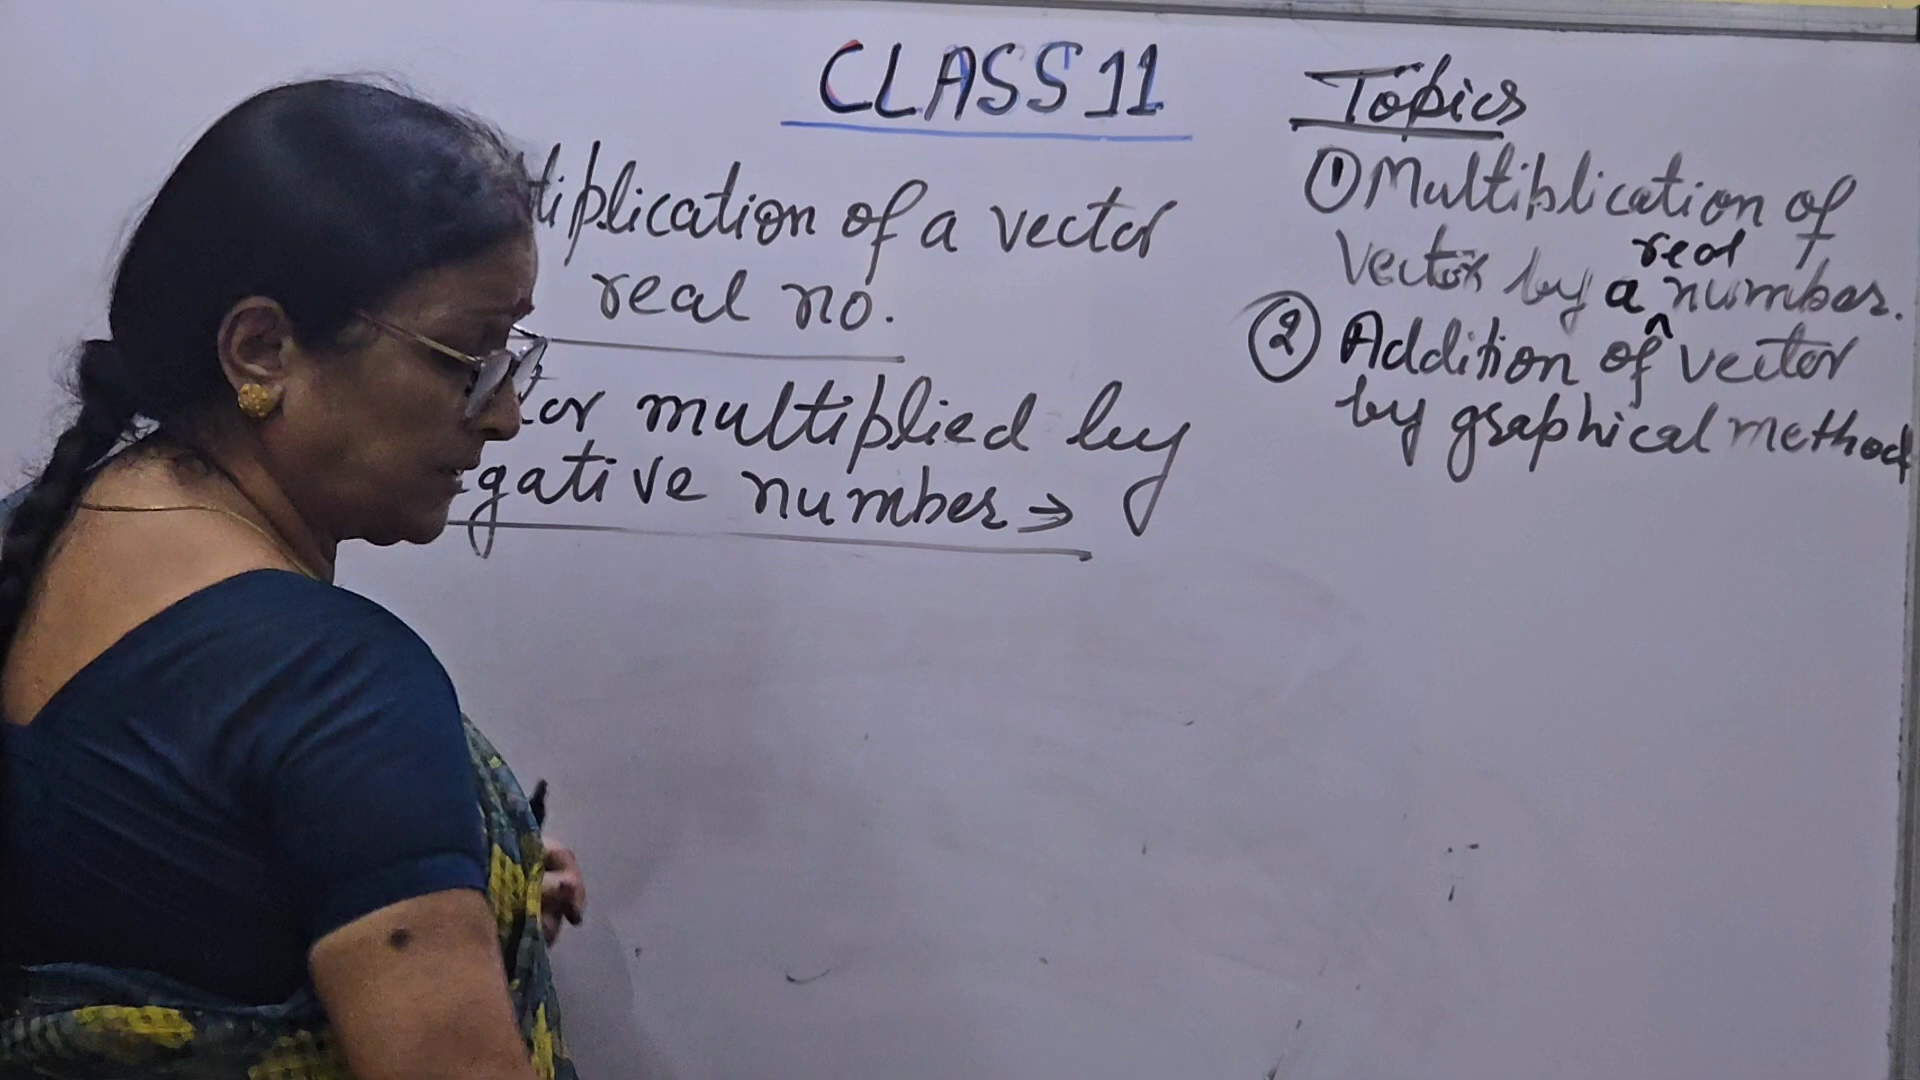 CLASS 11
tiplication of a vector
real no.
tor multiplied by
gative number →
Topics
① Multiplication of
vector by a real number.
② Addition of vector
by graphical method